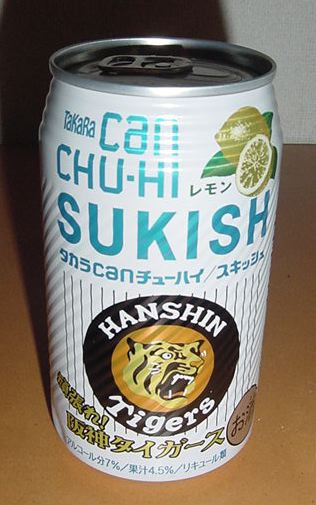 TaKaRa can
CHU-HI
レモン
SUKISH
タカラcanチューハイ/スキッシュ
HANSHIN
Tigers
頑張れ!
阪神タイガース
お酒
アルコール分7%/果汁4.5%/リキュール類